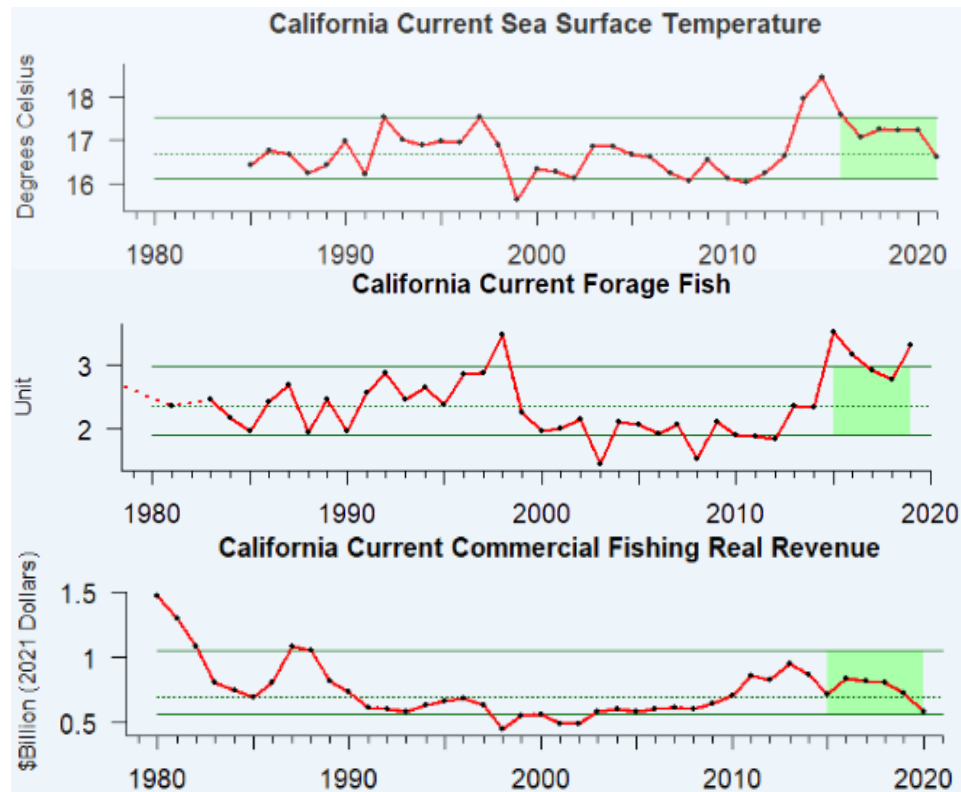 California Current Sea Surface Temperature
Degrees Celsius
18
17
16
1980 1990 2000 2010 2020
California Current Forage Fish
Unit
3
2
1980 1990 2000 2010 2020
California Current Commercial Fishing Real Revenue
$Billion (2021 Dollars)
1.5
1
0.5
1980 1990 2000 2010 2020